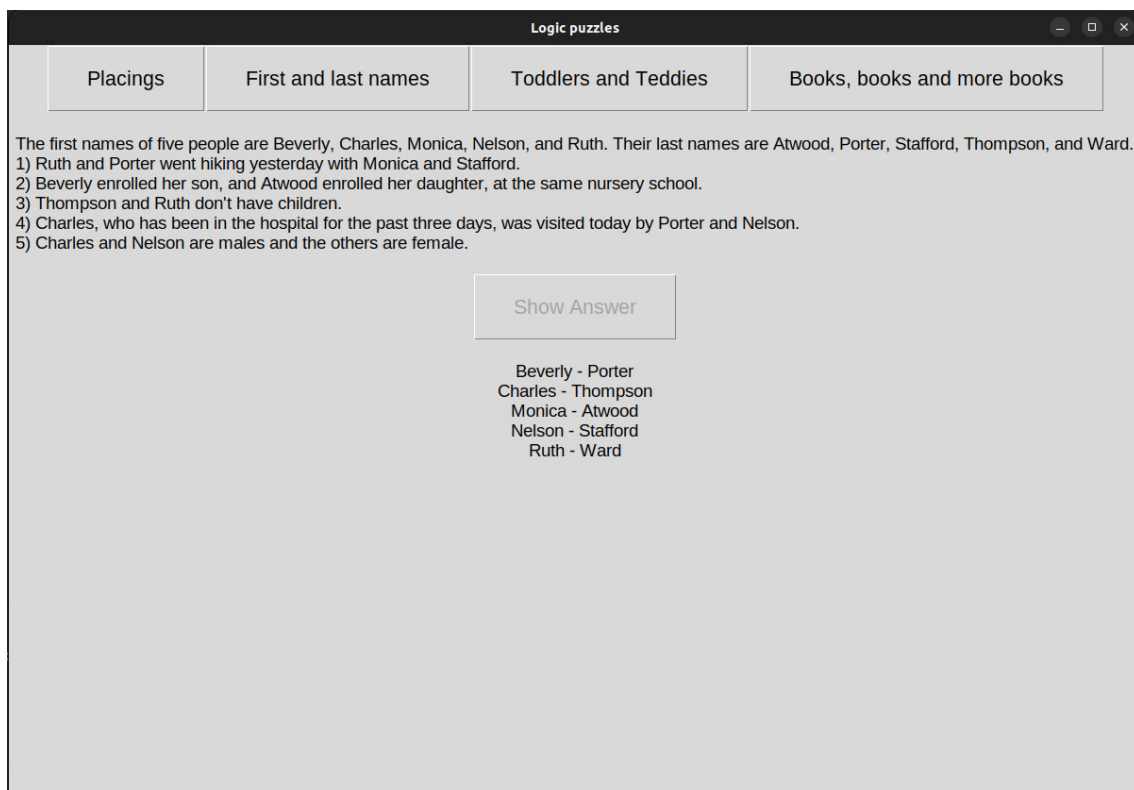 Logic puzzles
Placings
First and last names
Toddlers and Teddies
Books, books and more books
The first names of five people are Beverly, Charles, Monica, Nelson, and Ruth. Their last names are Atwood, Porter, Stafford, Thompson, and Ward.
1) Ruth and Porter went hiking yesterday with Monica and Stafford.
2) Beverly enrolled her son, and Atwood enrolled her daughter, at the same nursery school.
3) Thompson and Ruth don't have children.
4) Charles, who has been in the hospital for the past three days, was visited today by Porter and Nelson.
5) Charles and Nelson are males and the others are female.
Show Answer
Beverly - Porter
Charles - Thompson
Monica - Atwood
Nelson - Stafford
Ruth - Ward